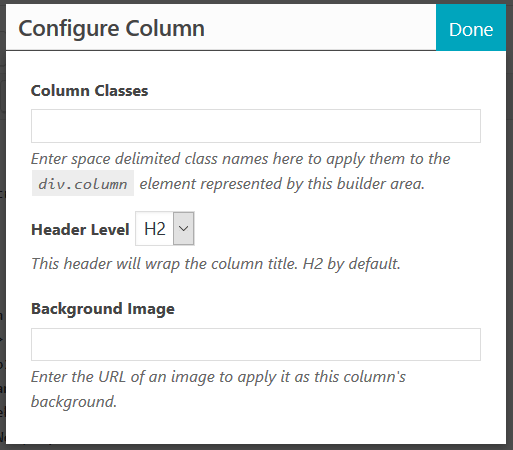 Configure Column
Done
Column Classes
Enter space delimited class names here to apply them to the
div.column element represented by this builder area.
Header Level H2
This header will wrap the column title. H2 by default.
Background Image
Enter the URL of an image to apply it as this column's
background.